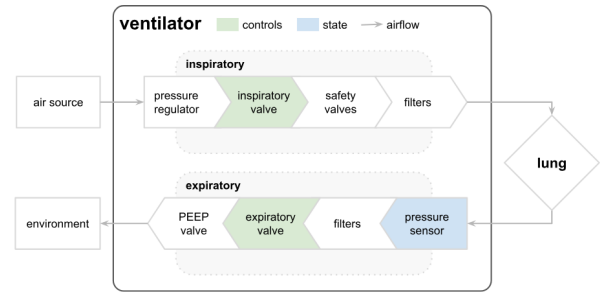 ventilator
controls
state
airflow
inspiratory
air source
pressure
regulator
inspiratory
valve
safety
valves
filters
lung
expiratory
environment
PEEP
valve
expiratory
valve
filters
pressure
sensor